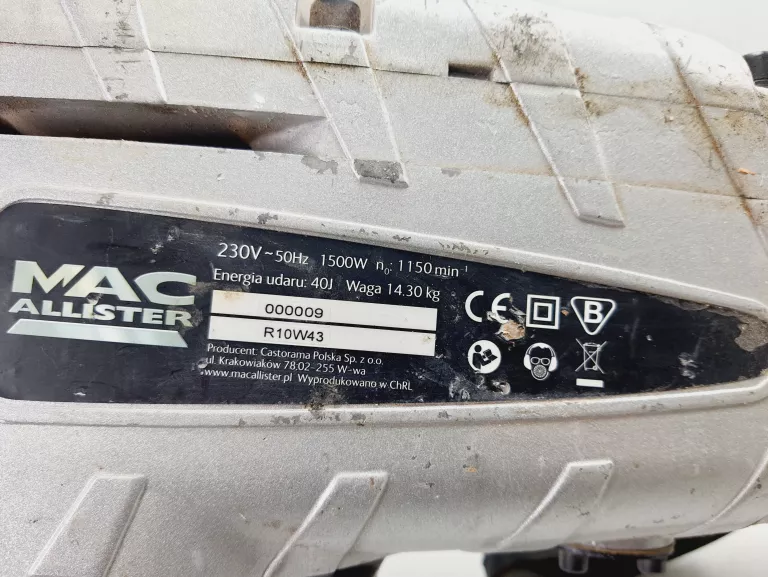 MAC
ALLISTER
230V ~ 50Hz 1500W n₀: 1150 min⁻¹
Energia udaru: 40J Waga 14.30 kg
000009
R10W43
Producent: Castorama Polska Sp. z o.o.
ul. Krakowiaków 78,02-255 W-wa
www.macallister.pl Wyprodukowano w ChRL
CE
B